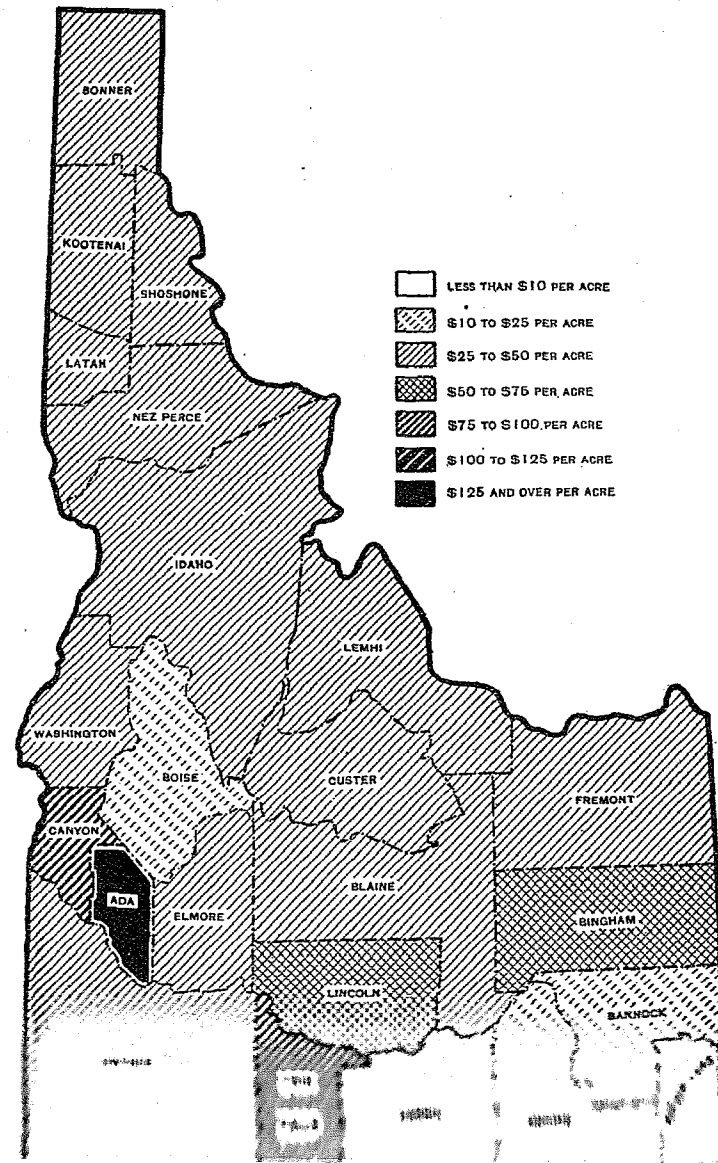 BONNER
KOOTENAI
SHOSHONE
LATAH
NEZ PERCE
IDAHO
LEMHI
WASHINGTON
BOISE
CUSTER
FREMONT
CANYON
ADA
ELMORE
BLAINE
BINGHAM
LINCOLN
BANNOCK
LESS THAN $10 PER ACRE
$10 TO $25 PER ACRE
$25 TO $50 PER ACRE
$50 TO $75 PER ACRE
$75 TO $100 PER ACRE
$100 TO $125 PER ACRE
$125 AND OVER PER ACRE